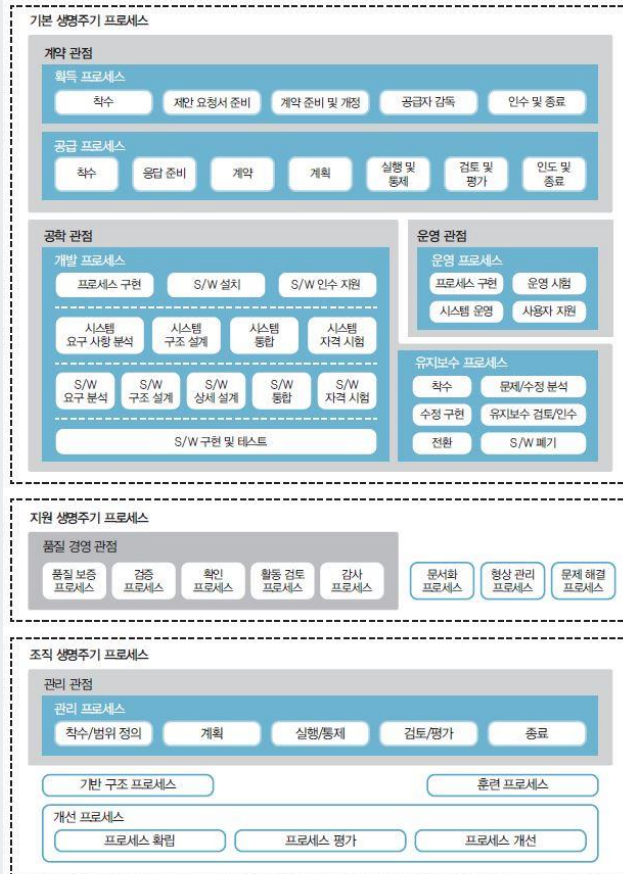 기본 생명주기 프로세스
계약 관점
획득 프로세스
착수
제안 요청서 준비
계약 준비 및 개정
공급자 감독
인수 및 종료
공급 프로세스
착수
응답 준비
계약
계획
실행 및
통제
검토 및
평가
인도 및
종료
공학 관점
개발 프로세스
프로세스 구현
S/W 설치
S/W 인수 지원
시스템
요구 사항 분석
시스템
구조 설계
시스템
통합
시스템
자격 시험
S/W
요구 분석
S/W
구조 설계
S/W
상세 설계
S/W
통합
S/W
자격 시험
S/W 구현 및 테스트
운영 관점
운영 프로세스
프로세스 구현
운영 시험
시스템 운영
사용자 지원
유지보수 프로세스
착수
문제/수정 분석
수정 구현
유지보수 검토/인수
전환
S/W 폐기
지원 생명주기 프로세스
품질 경영 관점
품질 보증
프로세스
검증
프로세스
확인
프로세스
활동 검토
프로세스
감사
프로세스
문서화
프로세스
형상 관리
프로세스
문제 해결
프로세스
조직 생명주기 프로세스
관리 관점
관리 프로세스
착수/범위 정의
계획
실행/통제
검토/평가
종료
기반 구조 프로세스
훈련 프로세스
개선 프로세스
프로세스 확립
프로세스 평가
프로세스 개선